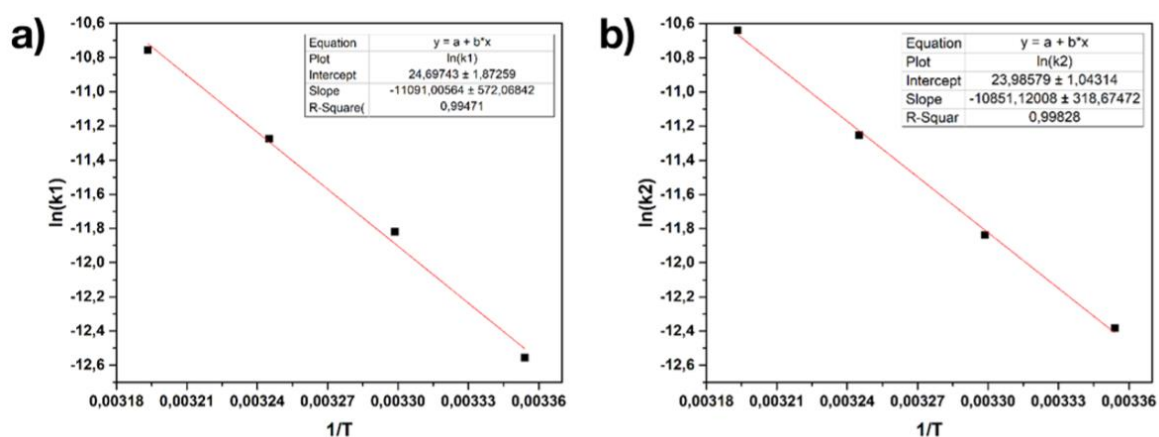 a)
-10,6
-10,8
-11,0
-11,2
-11,4
-11,6
-11,8
-12,0
-12,2
-12,4
-12,6
ln(k1)
Equation y = a + b*x
Plot ln(k1)
Intercept 24,69743 ± 1,87259
Slope -11091,00564 ± 572,06842
R-Square( 0,99471
0,00318 0,00321 0,00324 0,00327 0,00330 0,00333 0,00336
1/T
b)
-10,6
-10,8
-11,0
-11,2
-11,4
-11,6
-11,8
-12,0
-12,2
-12,4
-12,6
ln(k2)
Equation y = a + b*x
Plot ln(k2)
Intercept 23,98579 ± 1,04314
Slope -10851,12008 ± 318,67472
R-Squar 0,99828
0,00318 0,00321 0,00324 0,00327 0,00330 0,00333 0,00336
1/T